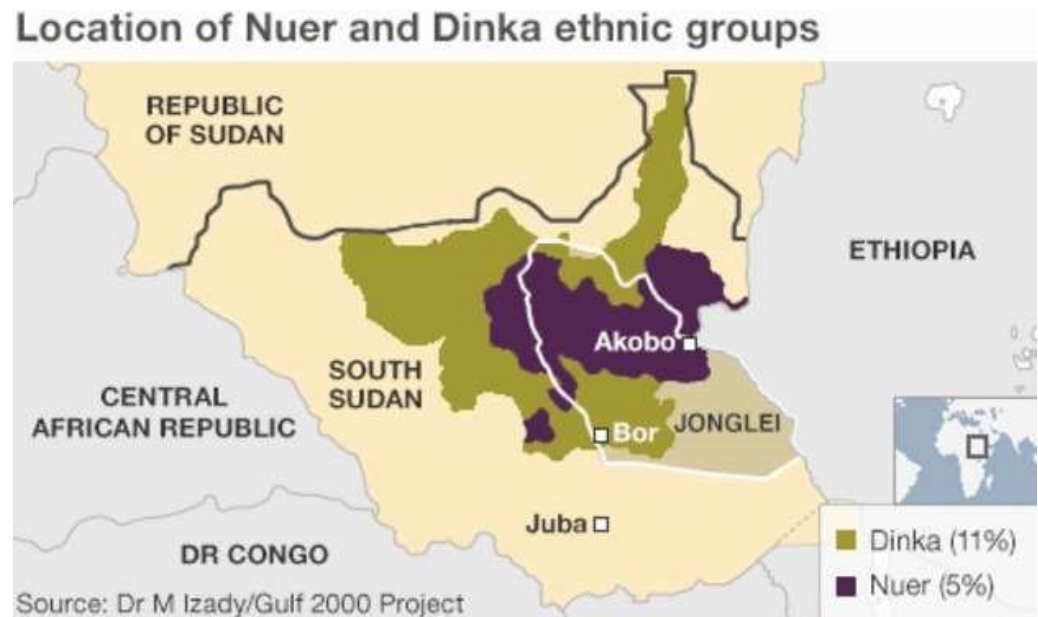 Location of Nuer and Dinka ethnic groups
REPUBLIC
OF SUDAN
ETHIOPIA
Akobo
SOUTH
SUDAN
CENTRAL
AFRICAN REPUBLIC
JONGLEI
Bor
Juba
DR CONGO
Dinka (11%)
Nuer (5%)
Source: Dr M Izady/Gulf 2000 Project